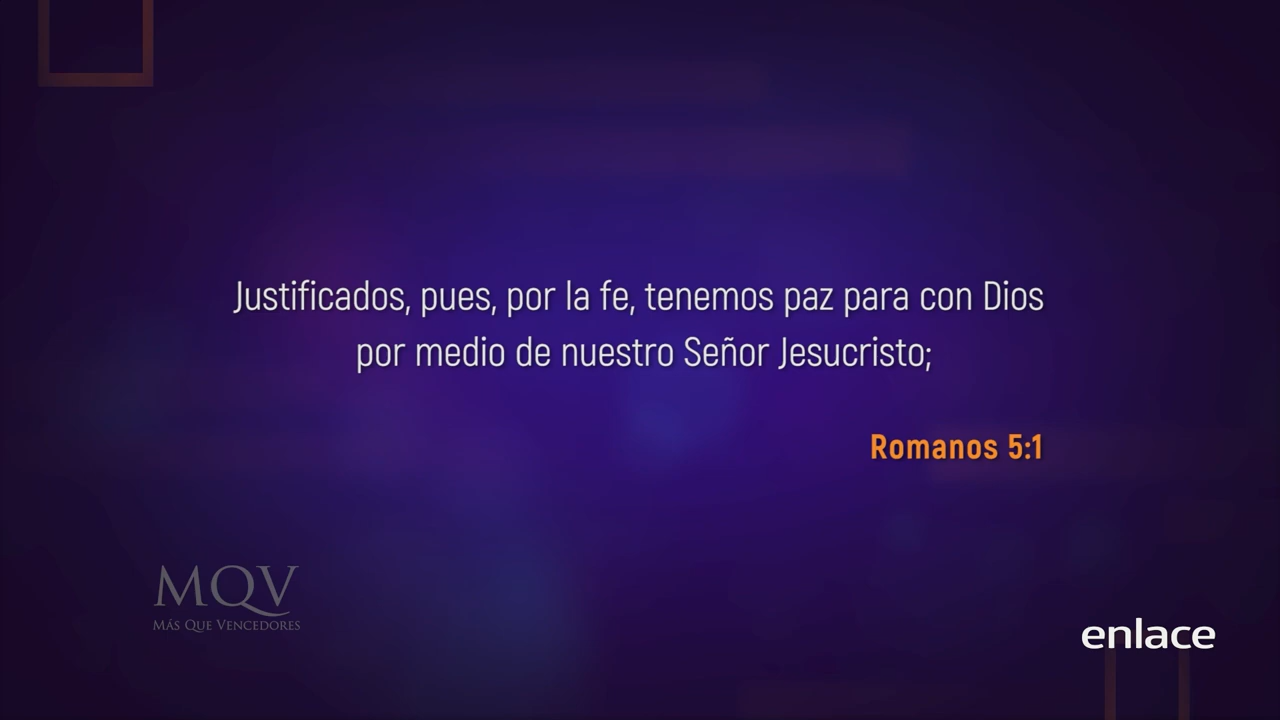 Justificados, pues, por la fe, tenemos paz para con Dios
por medio de nuestro Señor Jesucristo;
Romanos 5:1
MQV
MÁS QUE VENCEDORES
enlace